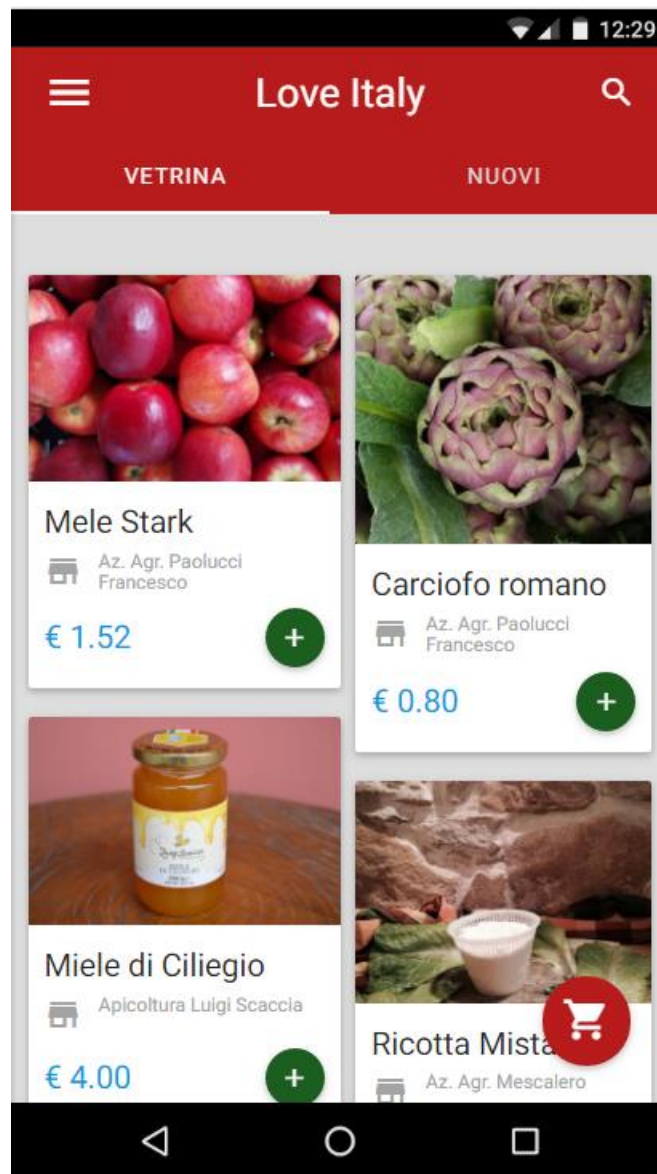 12:29
Love Italy
VETRINA
NUOVI
Mele Stark
Az. Agr. Paolucci
Francesco
€ 1.52
+
Carciofo romano
Az. Agr. Paolucci
Francesco
€ 0.80
+
Miele di Ciliegio
Apicoltura Luigi Scaccia
€ 4.00
+
Ricotta Mista
Az. Agr. Mescalero